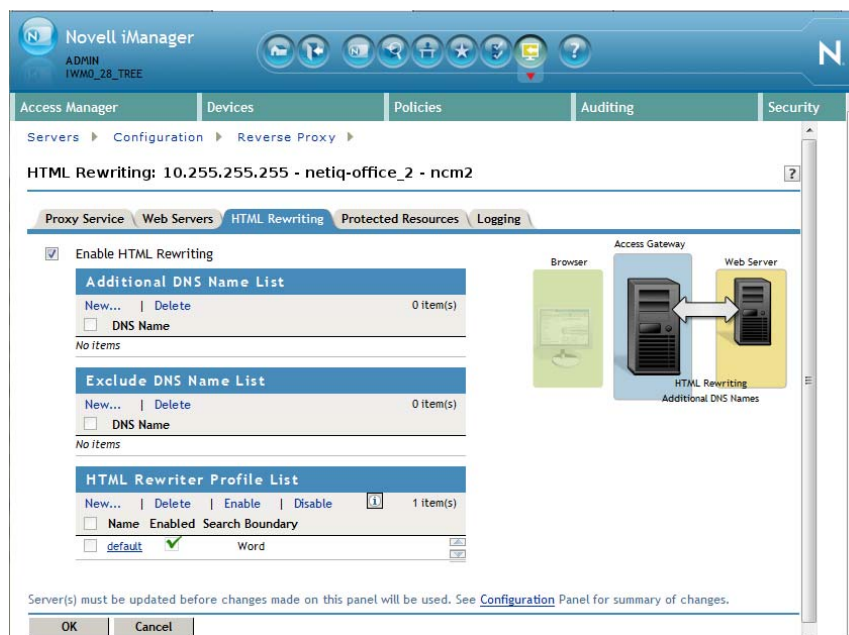 Novell iManager
ADMIN
IWM0_28_TREE
N
Access Manager Devices Policies Auditing Security
Servers Configuration Reverse Proxy
HTML Rewriting: 10.255.255.255 - netiq-office_2 - ncm2
?
Proxy Service Web Servers HTML Rewriting Protected Resources Logging
Enable HTML Rewriting
Additional DNS Name List
New... | Delete 0 item(s)
DNS Name
No items
Exclude DNS Name List
New... | Delete 0 item(s)
DNS Name
No items
HTML Rewriter Profile List
New... | Delete | Enable | Disable 1 item(s)
Name Enabled Search Boundary
default Word
Access Gateway
Browser Web Server
HTML Rewriting
Additional DNS Names
Server(s) must be updated before changes made on this panel will be used. See Configuration Panel for summary of changes.
OK Cancel